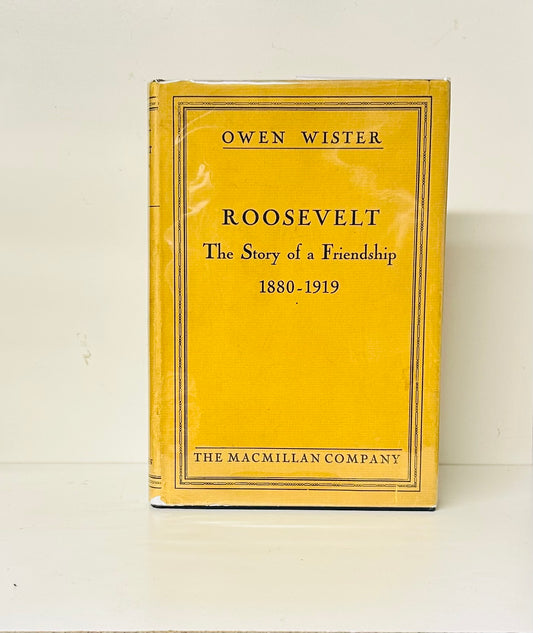 OWEN WISTER
ROOSEVELT
The Story of a Friendship
1880-1919
THE MACMILLAN COMPANY